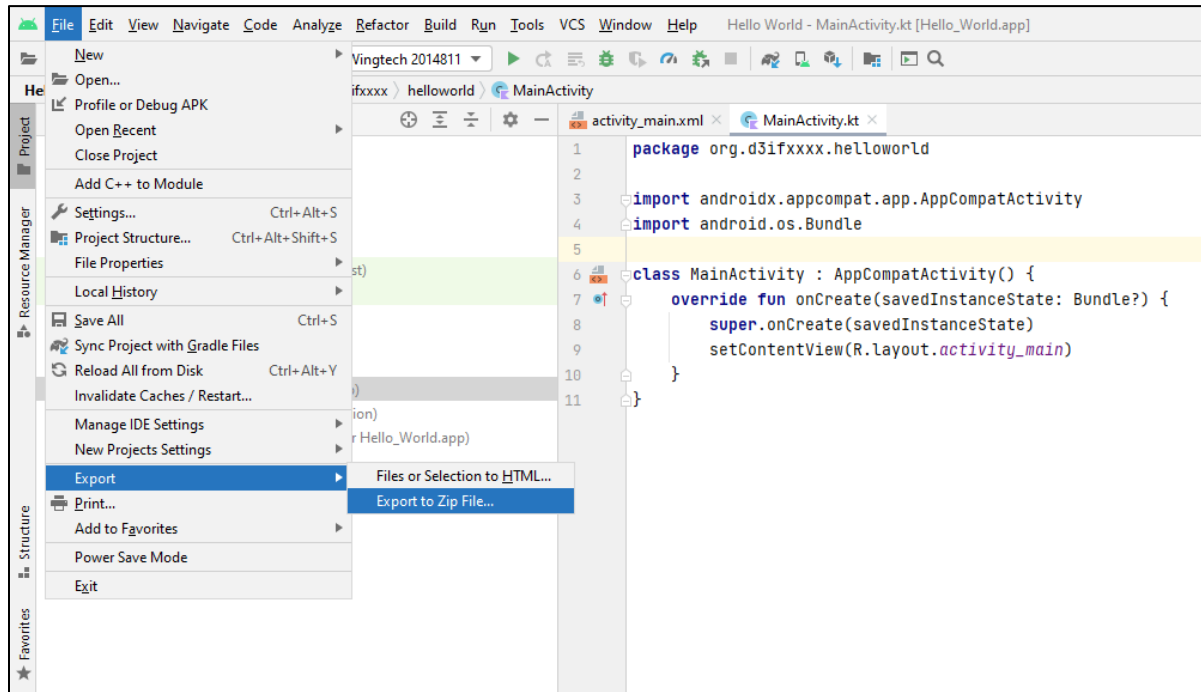 File Edit View Navigate Code Analyze Refactor Build Run Tools VCS Window Help Hello World - MainActivity.kt [Hello_World.app]
New
Wingtech 2014811
Open...
Profile or Debug APK
ifxxxx helloworld MainActivity
Open Recent
activity_main.xml MainActivity.kt
Close Project
Add C++ to Module
Settings... Ctrl+Alt+S
Project Structure... Ctrl+Alt+Shift+S
File Properties
st)
Local History
Save All Ctrl+S
Sync Project with Gradle Files
Reload All from Disk Ctrl+Alt+Y
Invalidate Caches / Restart...
Manage IDE Settings
ion)
New Projects Settings
r Hello_World.app)
Export
Files or Selection to HTML...
Export to Zip File...
Print...
Add to Favorites
Power Save Mode
Exit
He
Project
Resource Manager
Structure
Favorites
1 package org.d3ifxxxx.helloworld
2
3 import androidx.appcompat.app.AppCompatActivity
4 import android.os.Bundle
5
6 class MainActivity : AppCompatActivity() {
7 override fun onCreate(savedInstanceState: Bundle?) {
8 super.onCreate(savedInstanceState)
9 setContentView(R.layout.activity_main)
10 }
11 }